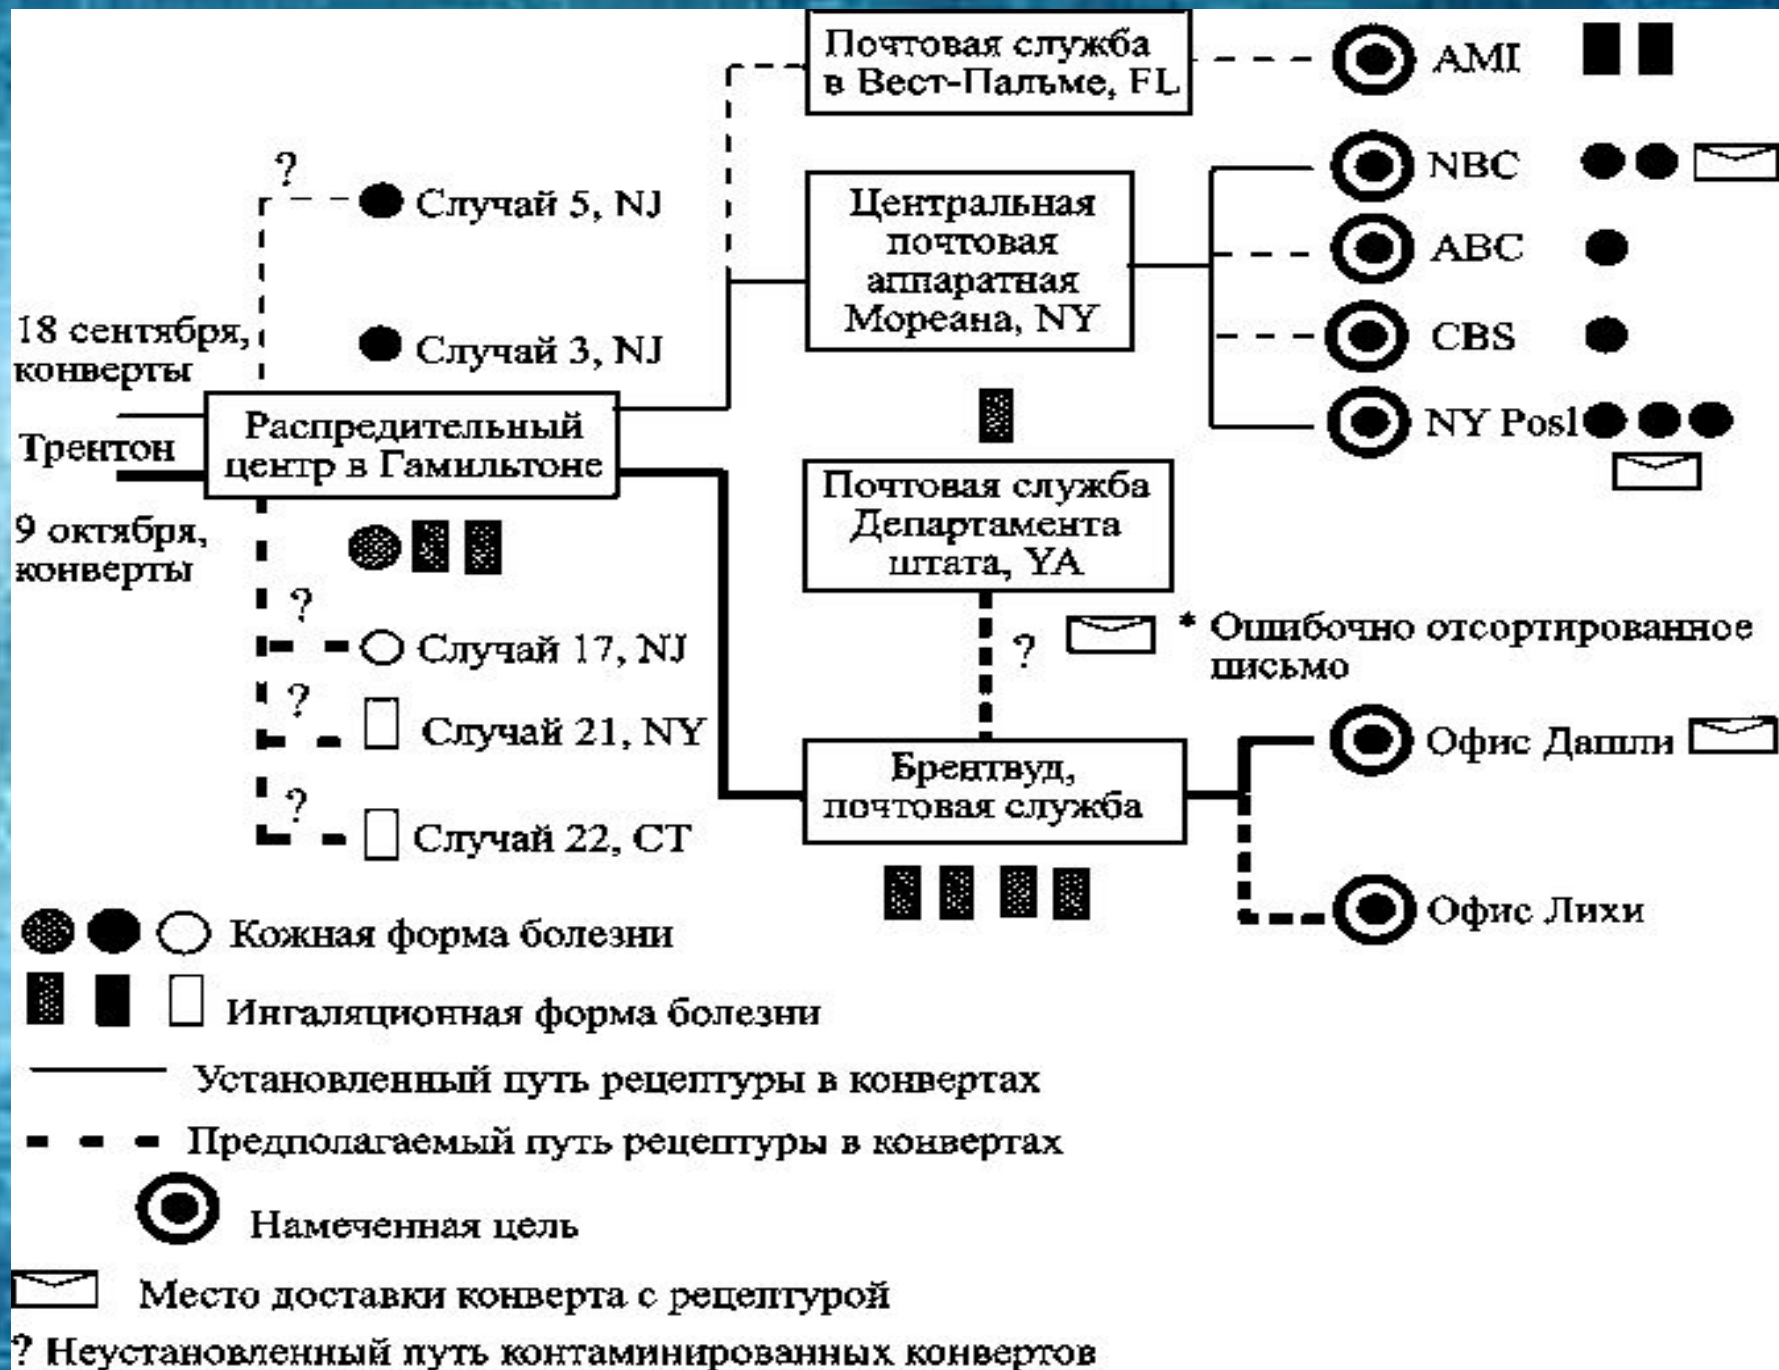 Почтовая служба
в Вест-Пальме, FL
AMI
?
Случай 5, NJ
Центральная
почтовая
аппаратная
Мореана, NY
NBC
ABC
CBS
NY Posl
18 сентября,
конверты
Случай 3, NJ
Трентон
Распредительный
центр в Гамильтоне
9 октября,
конверты
Почтовая служба
Департамента
штата, YA
?
Случай 17, NJ
?
* Ошибочно отсортированное
письмо
?
Случай 21, NY
?
Случай 22, CT
Брентвуд,
почтовая служба
Офис Дашли
Офис Лихи
Кожная форма болезни
Ингаляционная форма болезни
Установленный путь рецептуры в конвертах
Предполагаемый путь рецептуры в конвертах
Намеченная цель
Место доставки конверта с рецептурой
? Неустановленный путь контаминированных конвертов